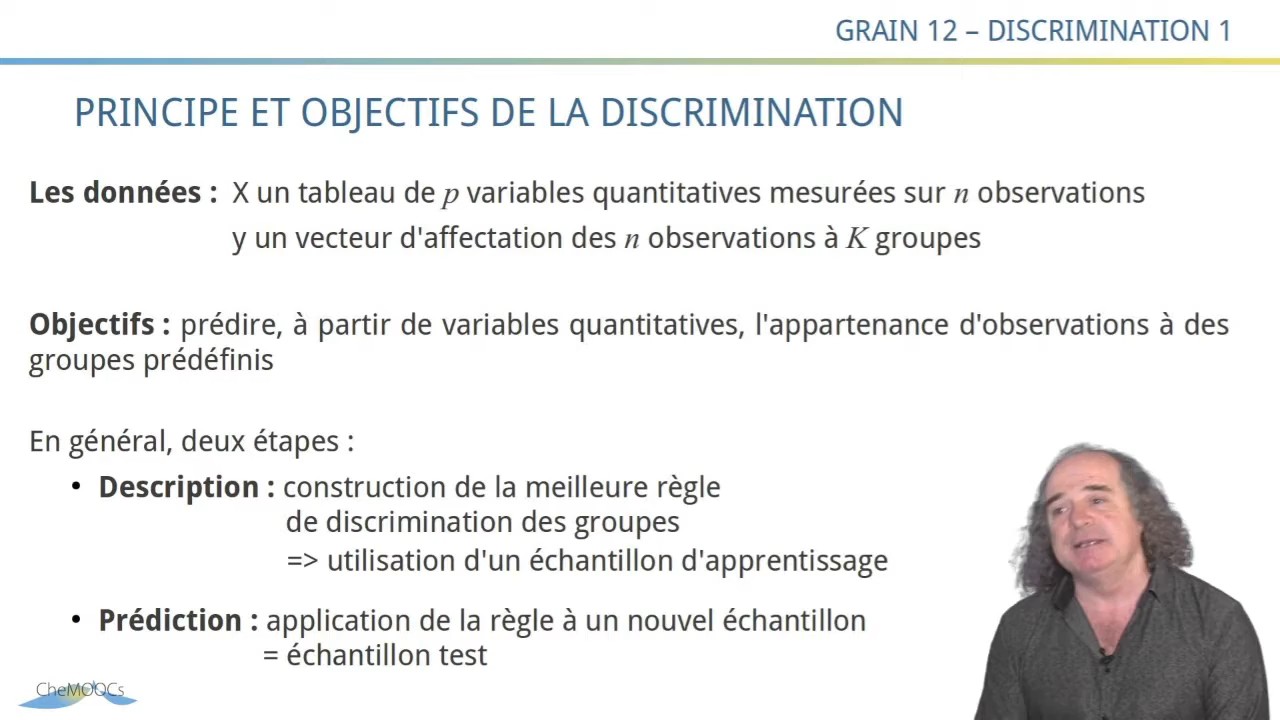 GRAIN 12 – DISCRIMINATION 1
PRINCIPE ET OBJECTIFS DE LA DISCRIMINATION
Les données : X un tableau de p variables quantitatives mesurées sur n observations
y un vecteur d'affectation des n observations à K groupes
Objectifs : prédire, à partir de variables quantitatives, l'appartenance d'observations à des
groupes prédéfinis
En général, deux étapes :
• Description : construction de la meilleure règle
de discrimination des groupes
=> utilisation d'un échantillon d'apprentissage
• Prédiction : application de la règle à un nouvel échantillon
= échantillon test
CheMOOCs